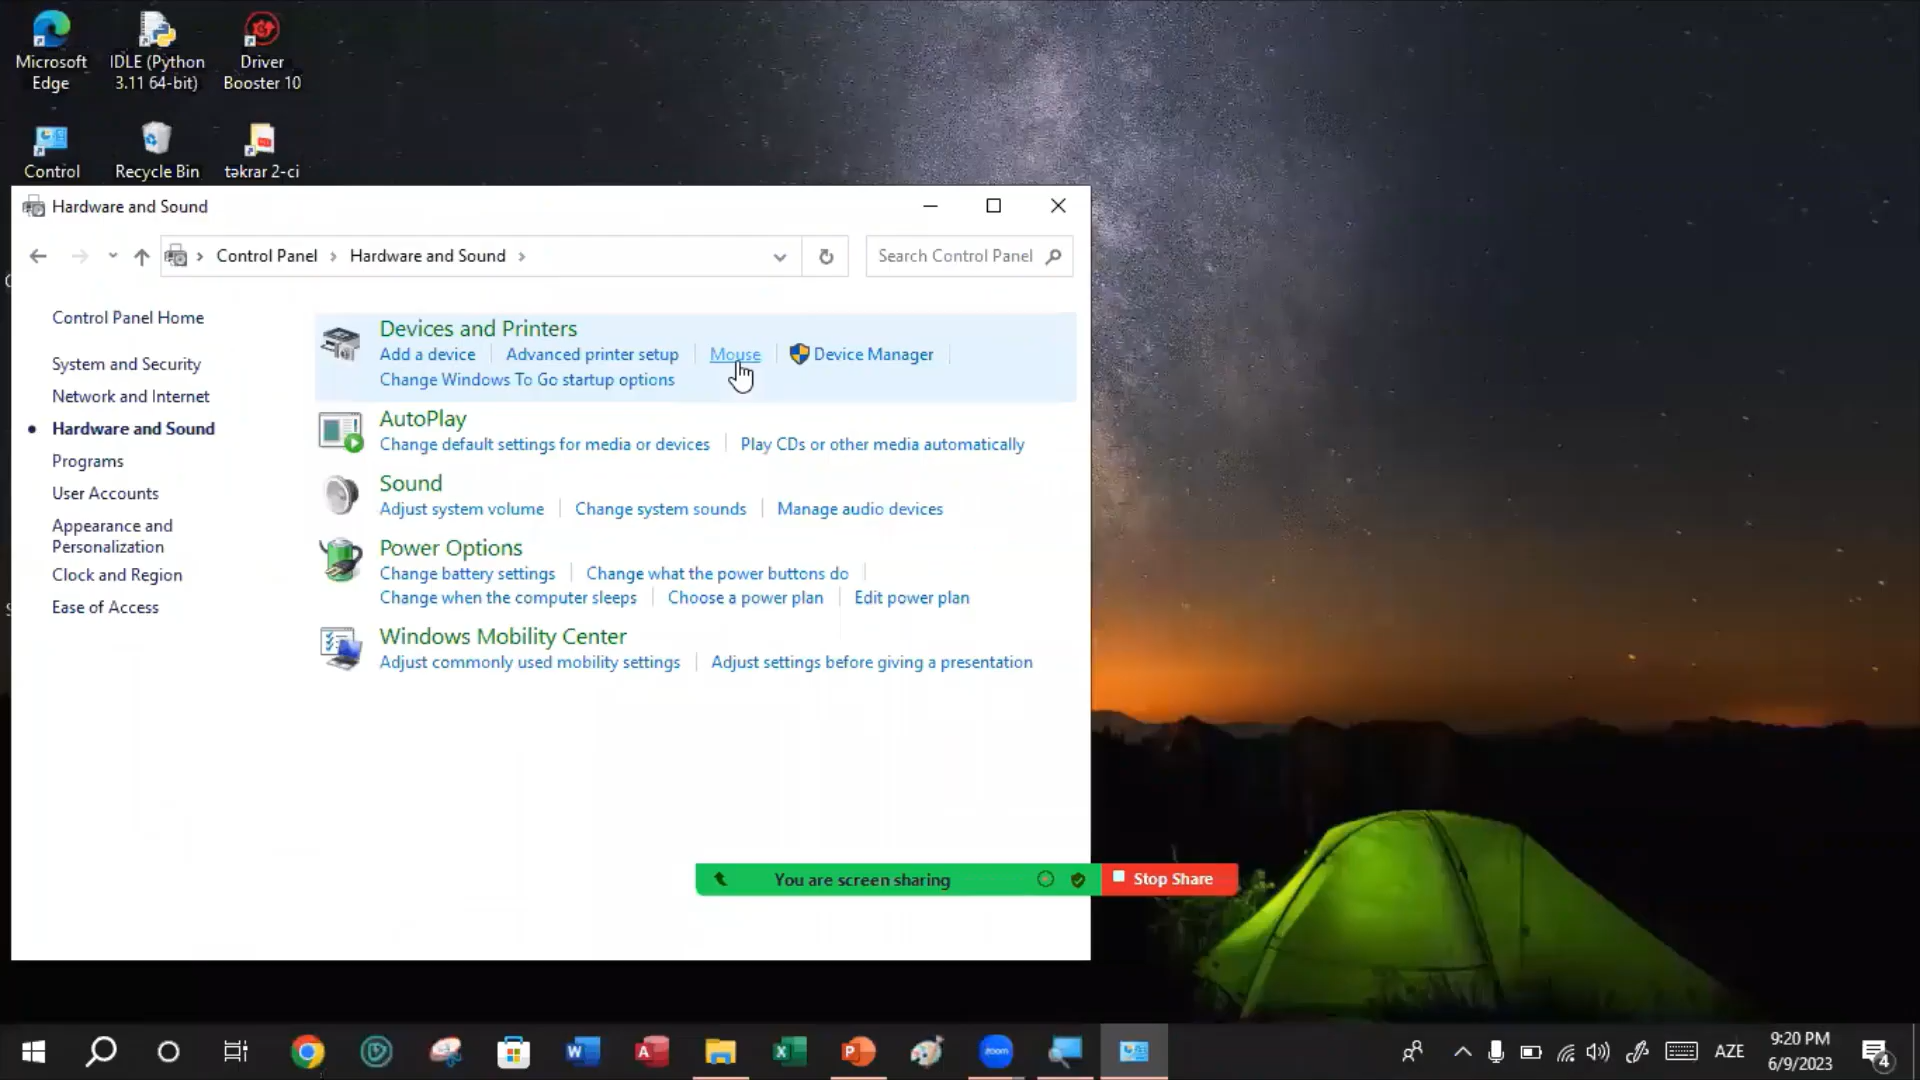 Microsoft Edge
IDLE (Python 3.11 64-bit)
Driver Booster 10
Control
Recycle Bin
təkrar 2-ci
Hardware and Sound
Control Panel
Hardware and Sound
Search Control Panel
Control Panel Home
System and Security
Network and Internet
Hardware and Sound
Programs
User Accounts
Appearance and
Personalization
Clock and Region
Ease of Access
Devices and Printers
Add a device
Advanced printer setup
Mouse
Device Manager
Change Windows To Go startup options
AutoPlay
Change default settings for media or devices
Play CDs or other media automatically
Sound
Adjust system volume
Change system sounds
Manage audio devices
Power Options
Change battery settings
Change what the power buttons do
Change when the computer sleeps
Choose a power plan
Edit power plan
Windows Mobility Center
Adjust commonly used mobility settings
Adjust settings before giving a presentation
You are screen sharing
Stop Share
W
A
X
P
zoom
AZE
9:20 PM
6/9/2023
4